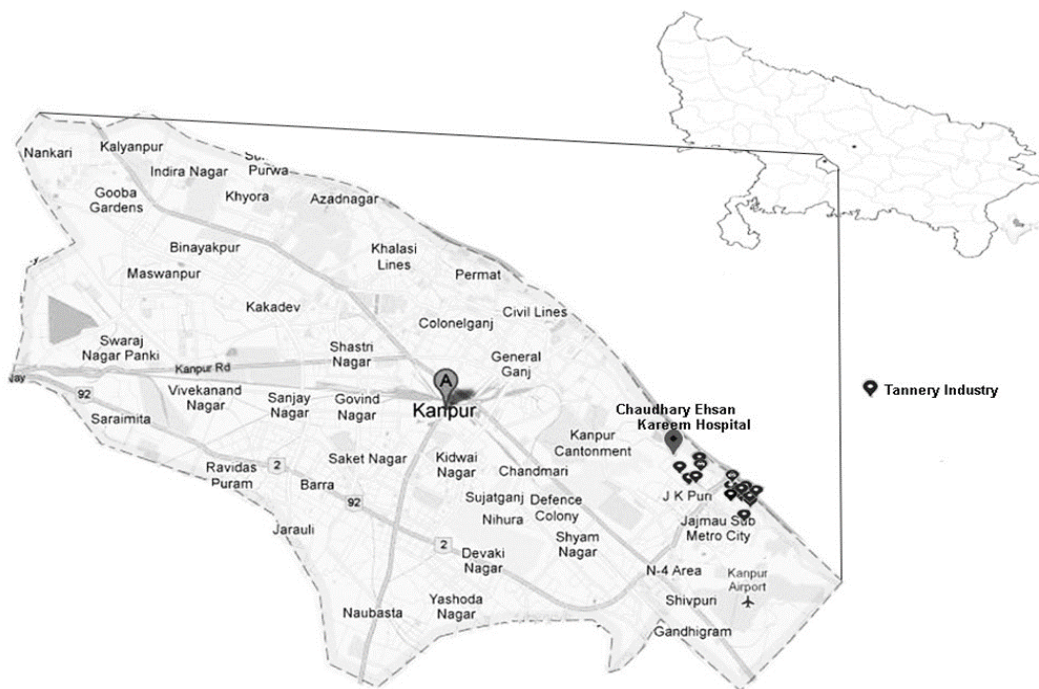 Nankari
Kalyanpur
Indira Nagar
Purwa
Gooba
Gardens
Khyora
Azadnagar
Binayakpur
Khalasi
Lines
Maswanpur
Permat
Kakadev
Civil Lines
Colonelganj
Swaraj
Nagar Panki
Shastri
Nagar
General
Ganj
Kanpur Rd
A
Tannery Industry
92
Vivekanand
Nagar
Sanjay
Nagar
Govind
Nagar
Kanpur
Chaudhary Ehsan
Kareem Hospital
Saraimita
Kanpur
Cantonment
Ravidas
Puram
2
Saket Nagar
Kidwai
Nagar
Chandmari
Barra
92
Sujatganj
Defence
Colony
J K Puri
Nihura
Jarauli
Jajmau Sub
Metro City
Shyam
Nagar
2
Devaki
Nagar
N-4 Area
Kanpur
Airport
Naubasta
Yashoda
Nagar
Shivpuri
Gandhigram